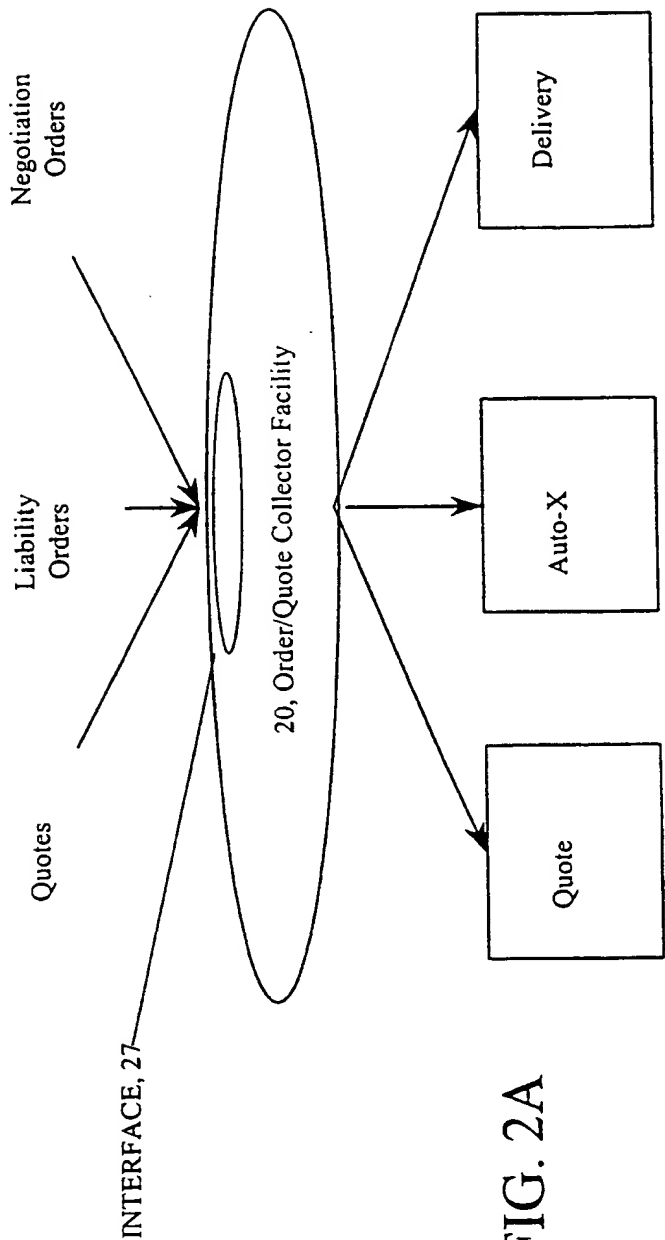 Quotes
Liability
Orders
Negotiation
Orders
INTERFACE, 27
20, Order/Quote Collector Facility
Quote
Auto-X
Delivery
FIG. 2A